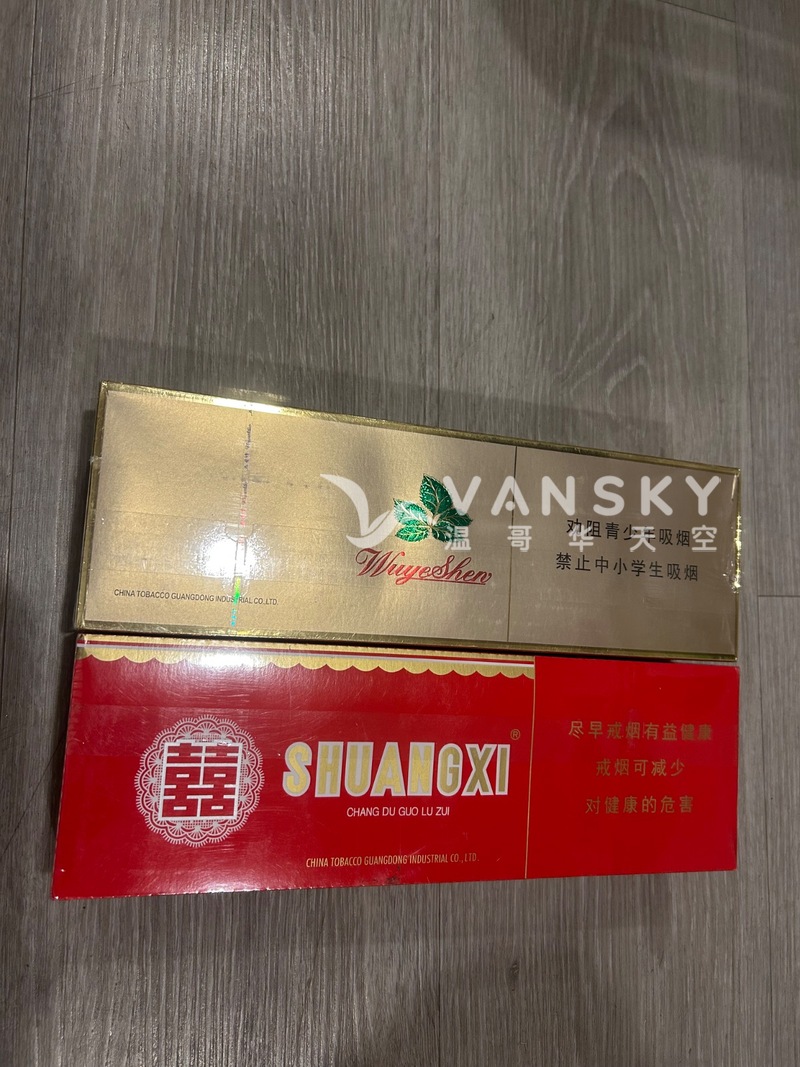 VANSKY
温哥华天空
劝阻青少年吸烟
禁止中小学生吸烟
WuyeShen
CHINA TOBACCO GUANGDONG INDUSTRIAL CO.,LTD.
囍
SHUANGXI®
CHANG DU GUO LU ZUI
CHINA TOBACCO GUANGDONG INDUSTRIAL CO., LTD.
尽早戒烟有益健康
戒烟可减少
对健康的危害